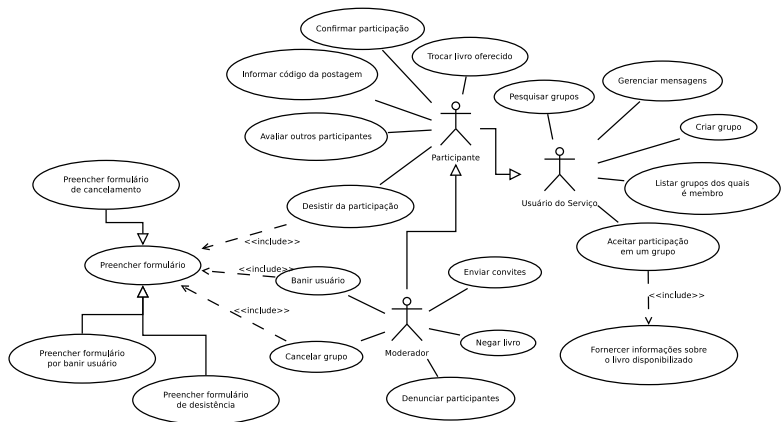 Confirmar participação
Trocar livro oferecido
Informar código da postagem
Gerenciar mensagens
Pesquisar grupos
Criar grupo
Avaliar outros participantes
Participante
Preencher formulário
de cancelamento
Listar grupos dos quais
é membro
Usuário do Serviço
Desistir da participação
<<include>>
Aceitar participação
em um grupo
Preencher formulário
<<include>>
Banir usuário
Enviar convites
<<include>>
<<include>>
Cancelar grupo
Moderador
Negar livro
Preencher formulário
por banir usuário
Fornercer informações sobre
o livro disponibilizado
Preencher formulário
de desistência
Denunciar participantes